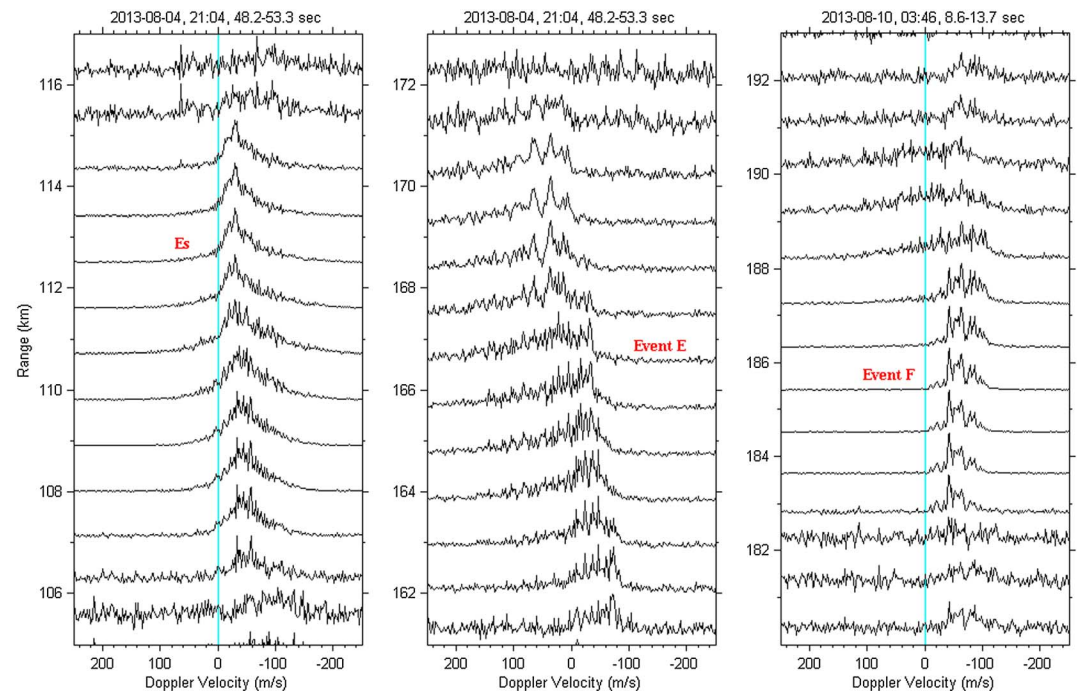 2013-08-04, 21:04, 48.2-53.3 sec
2013-08-04, 21:04, 48.2-53.3 sec
2013-08-10, 03:46, 8.6-13.7 sec
Range (km)
116
114
112
110
108
106
Es
200 100 0 -100 -200
Doppler Velocity (m/s)
172
170
168
166
164
162
Event E
200 100 0 -100 -200
Doppler Velocity (m/s)
192
190
188
186
184
182
Event F
200 100 0 -100 -200
Doppler Velocity (m/s)